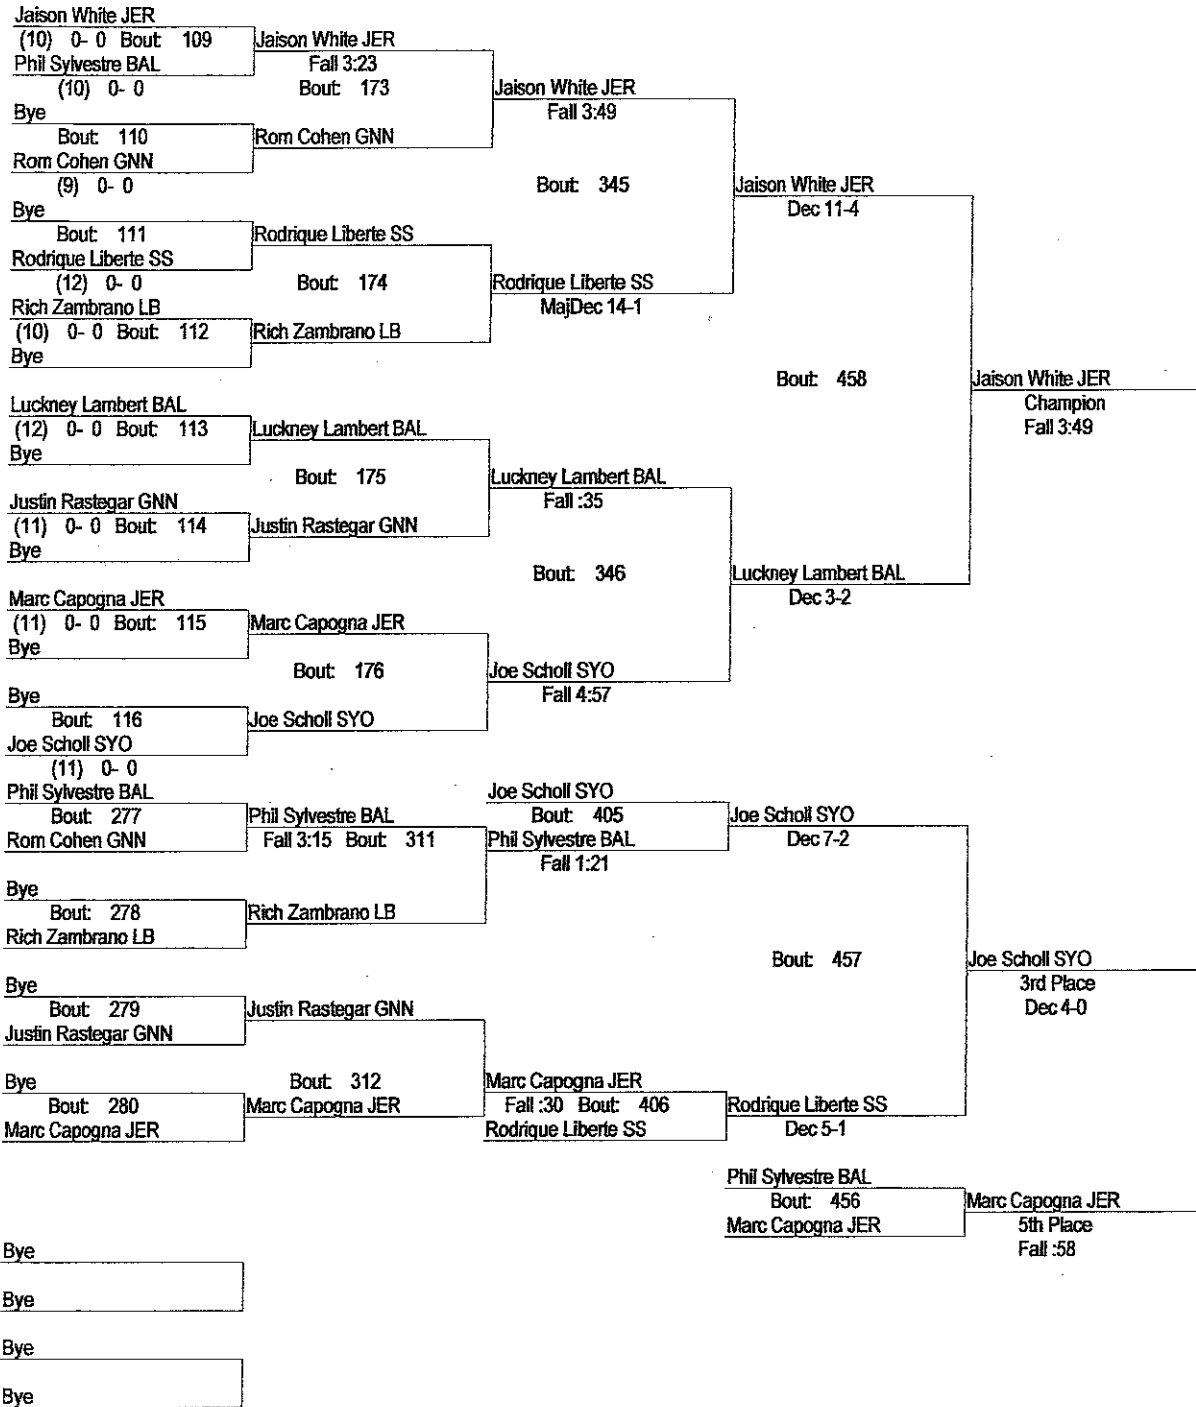 Jaison White JER
(10) 0- 0 Bout: 109
Jaison White JER
Phil Sylvestre BAL
Fall 3:23
(10) 0- 0
Bout: 173
Jaison White JER
Bye
Fall 3:49
Bout: 110
Rom Cohen GNN
Rom Cohen GNN
(9) 0- 0
Bout: 345
Jaison White JER
Bye
Dec 11-4
Bout: 111
Rodrique Liberte SS
Rodrique Liberte SS
(12) 0- 0
Bout: 174
Rodrique Liberte SS
Rich Zambrano LB
MajDec 14-1
(10) 0- 0 Bout: 112
Rich Zambrano LB
Bye
Bout: 458
Jaison White JER
Luckney Lambert BAL
Champion
(12) 0- 0 Bout: 113
Luckney Lambert BAL
Fall 3:49
Bye
Bout: 175
Luckney Lambert BAL
Justin Rastegar GNN
Fall :35
(11) 0- 0 Bout: 114
Justin Rastegar GNN
Bye
Bout: 346
Luckney Lambert BAL
Marc Capogna JER
Dec 3-2
(11) 0- 0 Bout: 115
Marc Capogna JER
Bye
Bout: 176
Joe Scholl SYO
Bye
Fall 4:57
Bout: 116
Joe Scholl SYO
Joe Scholl SYO
(11) 0- 0
Phil Sylvestre BAL
Joe Scholl SYO
Bout: 277
Phil Sylvestre BAL
Bout: 405
Joe Scholl SYO
Rom Cohen GNN
Fall 3:15 Bout: 311
Phil Sylvestre BAL
Dec 7-2
Fall 1:21
Bye
Bout: 278
Rich Zambrano LB
Rich Zambrano LB
Bout: 457
Joe Scholl SYO
Bye
3rd Place
Bout: 279
Justin Rastegar GNN
Dec 4-0
Justin Rastegar GNN
Bye
Bout: 312
Marc Capogna JER
Bout: 280
Marc Capogna JER
Fall :30 Bout: 406
Rodrique Liberte SS
Marc Capogna JER
Rodrique Liberte SS
Dec 5-1
Phil Sylvestre BAL
Bout: 456
Marc Capogna JER
Marc Capogna JER
5th Place
Fall :58
Bye
Bye
Bye
Bye